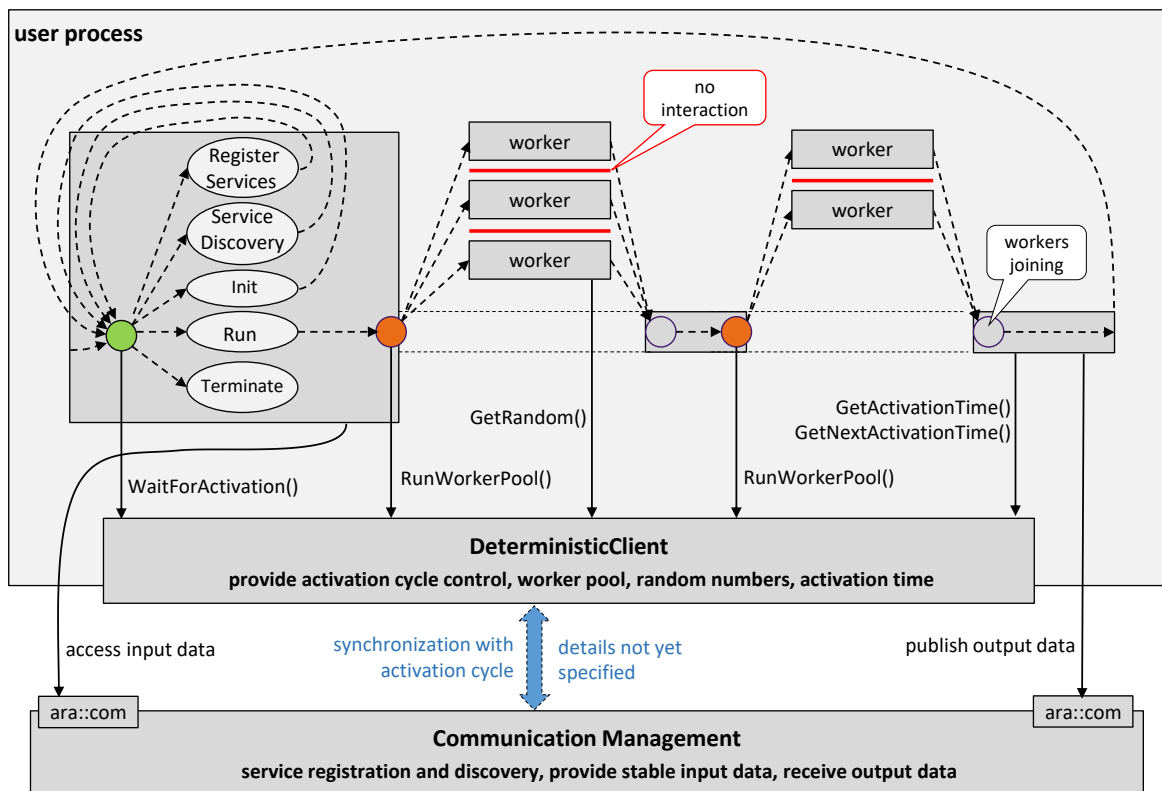 user process
no
interaction
Register
Services
Service
Discovery
Init
Run
Terminate
worker
worker
worker
worker
worker
workers
joining
WaitForActivation()
RunWorkerPool()
GetRandom()
RunWorkerPool()
GetActivationTime()
GetNextActivationTime()
DeterministicClient
provide activation cycle control, worker pool, random numbers, activation time
access input data
synchronization with
activation cycle
details not yet
specified
publish output data
ara::com
ara::com
Communication Management
service registration and discovery, provide stable input data, receive output data